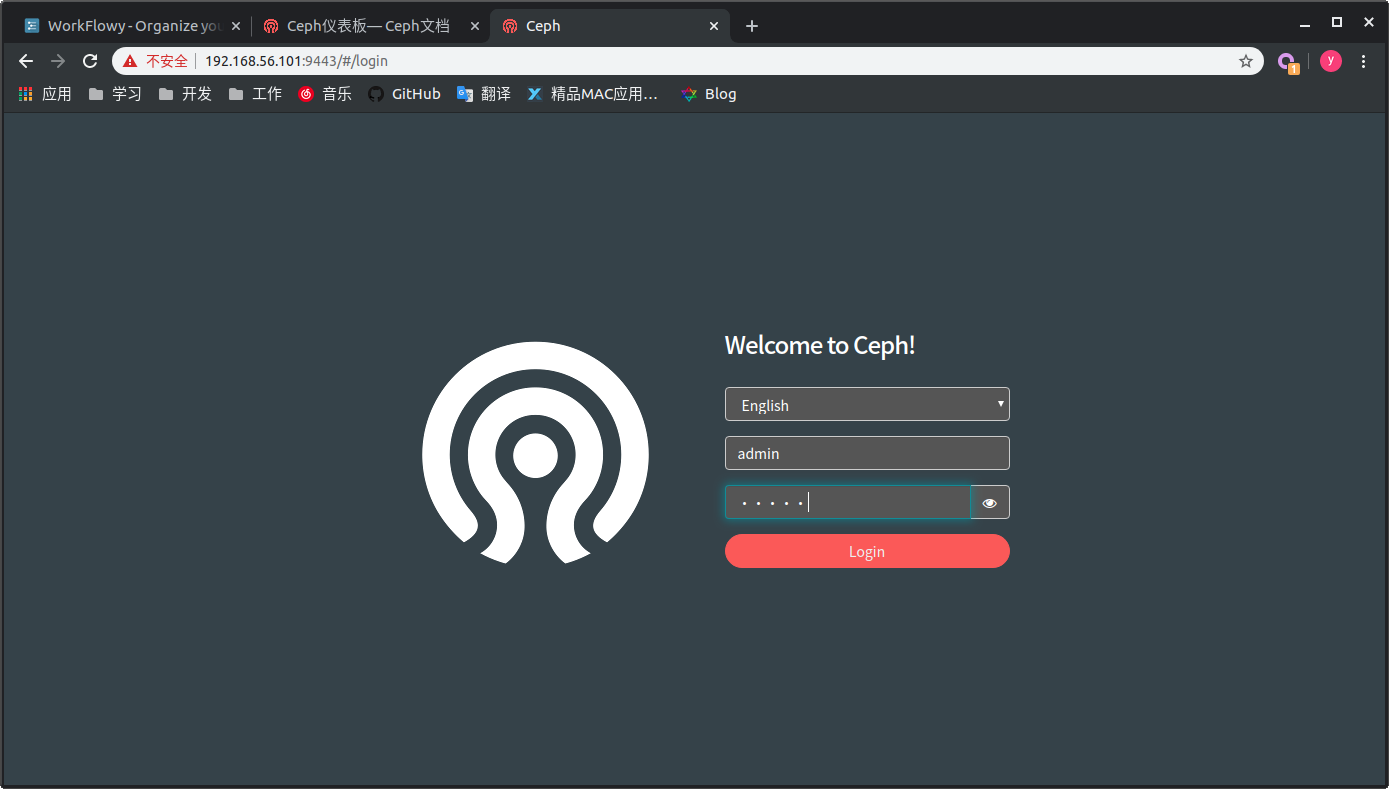 WorkFlowy - Organize you
Ceph仪表板— Ceph文档
Ceph
不安全
192.168.56.101:9443/#/login
1
y
应用
学习
开发
工作
音乐
GitHub
翻译
精品MAC应用…
Blog
Welcome to Ceph!
English
admin
Login